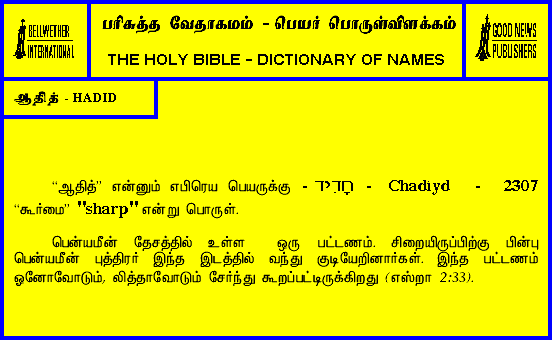 BELLWETHER
INTERNATIONAL
பரிசுத்த வேதாகமம் - பெயர் பொருள்விளக்கம்
THE HOLY BIBLE - DICTIONARY OF NAMES
GOOD NEWS
PUBLISHERS
ஆதித் - HADID
“ஆதித்” என்னும் எபிரெய பெயருக்கு - חָדִיד - Chadiyd - 2307
“கூர்மை” "sharp" என்று பொருள்.
பென்யமீன் தேசத்தில் உள்ள ஒரு பட்டணம். சிறையிருப்பிற்கு பின்பு
பென்யமீன் புத்திரர் இந்த இடத்தில் வந்து குடியேறினார்கள். இந்த பட்டணம்
ஓனோவோடும், லித்தாவோடும் சேர்ந்து கூறப்பட்டிருக்கிறது (எஸ்றா 2:33).